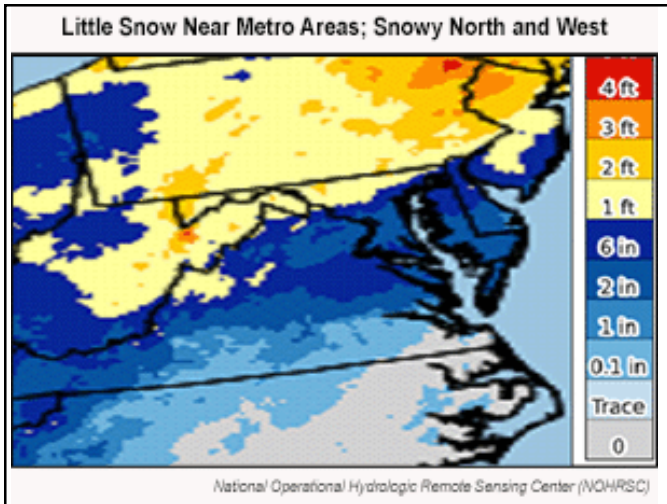 Little Snow Near Metro Areas; Snowy North and West
4 ft
3 ft
2 ft
1 ft
6 in
2 in
1 in
0.1 in
Trace
0
National Operational Hydrologic Remote Sensing Center (NOHRSC)